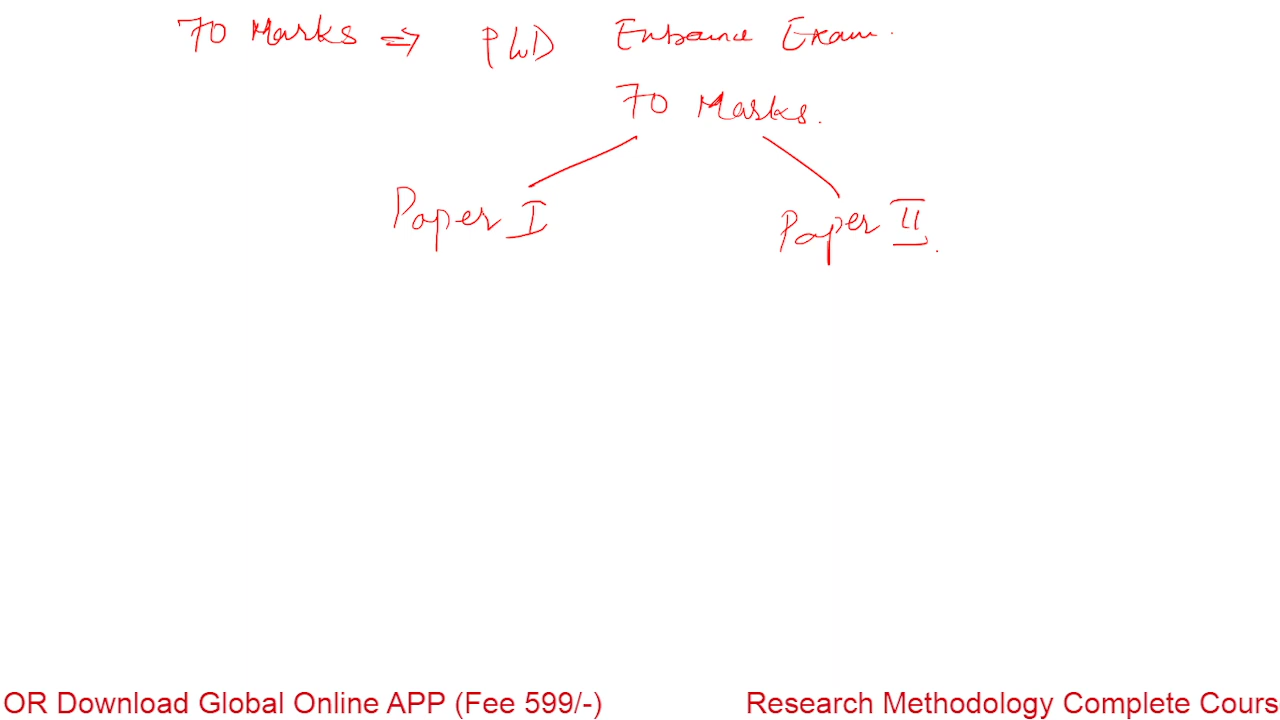 70 Marks ⇒ PhD Entrance Exam.
70 Marks.
Paper I Paper II.
OR Download Global Online APP (Fee 599/-) Research Methodology Complete Cours